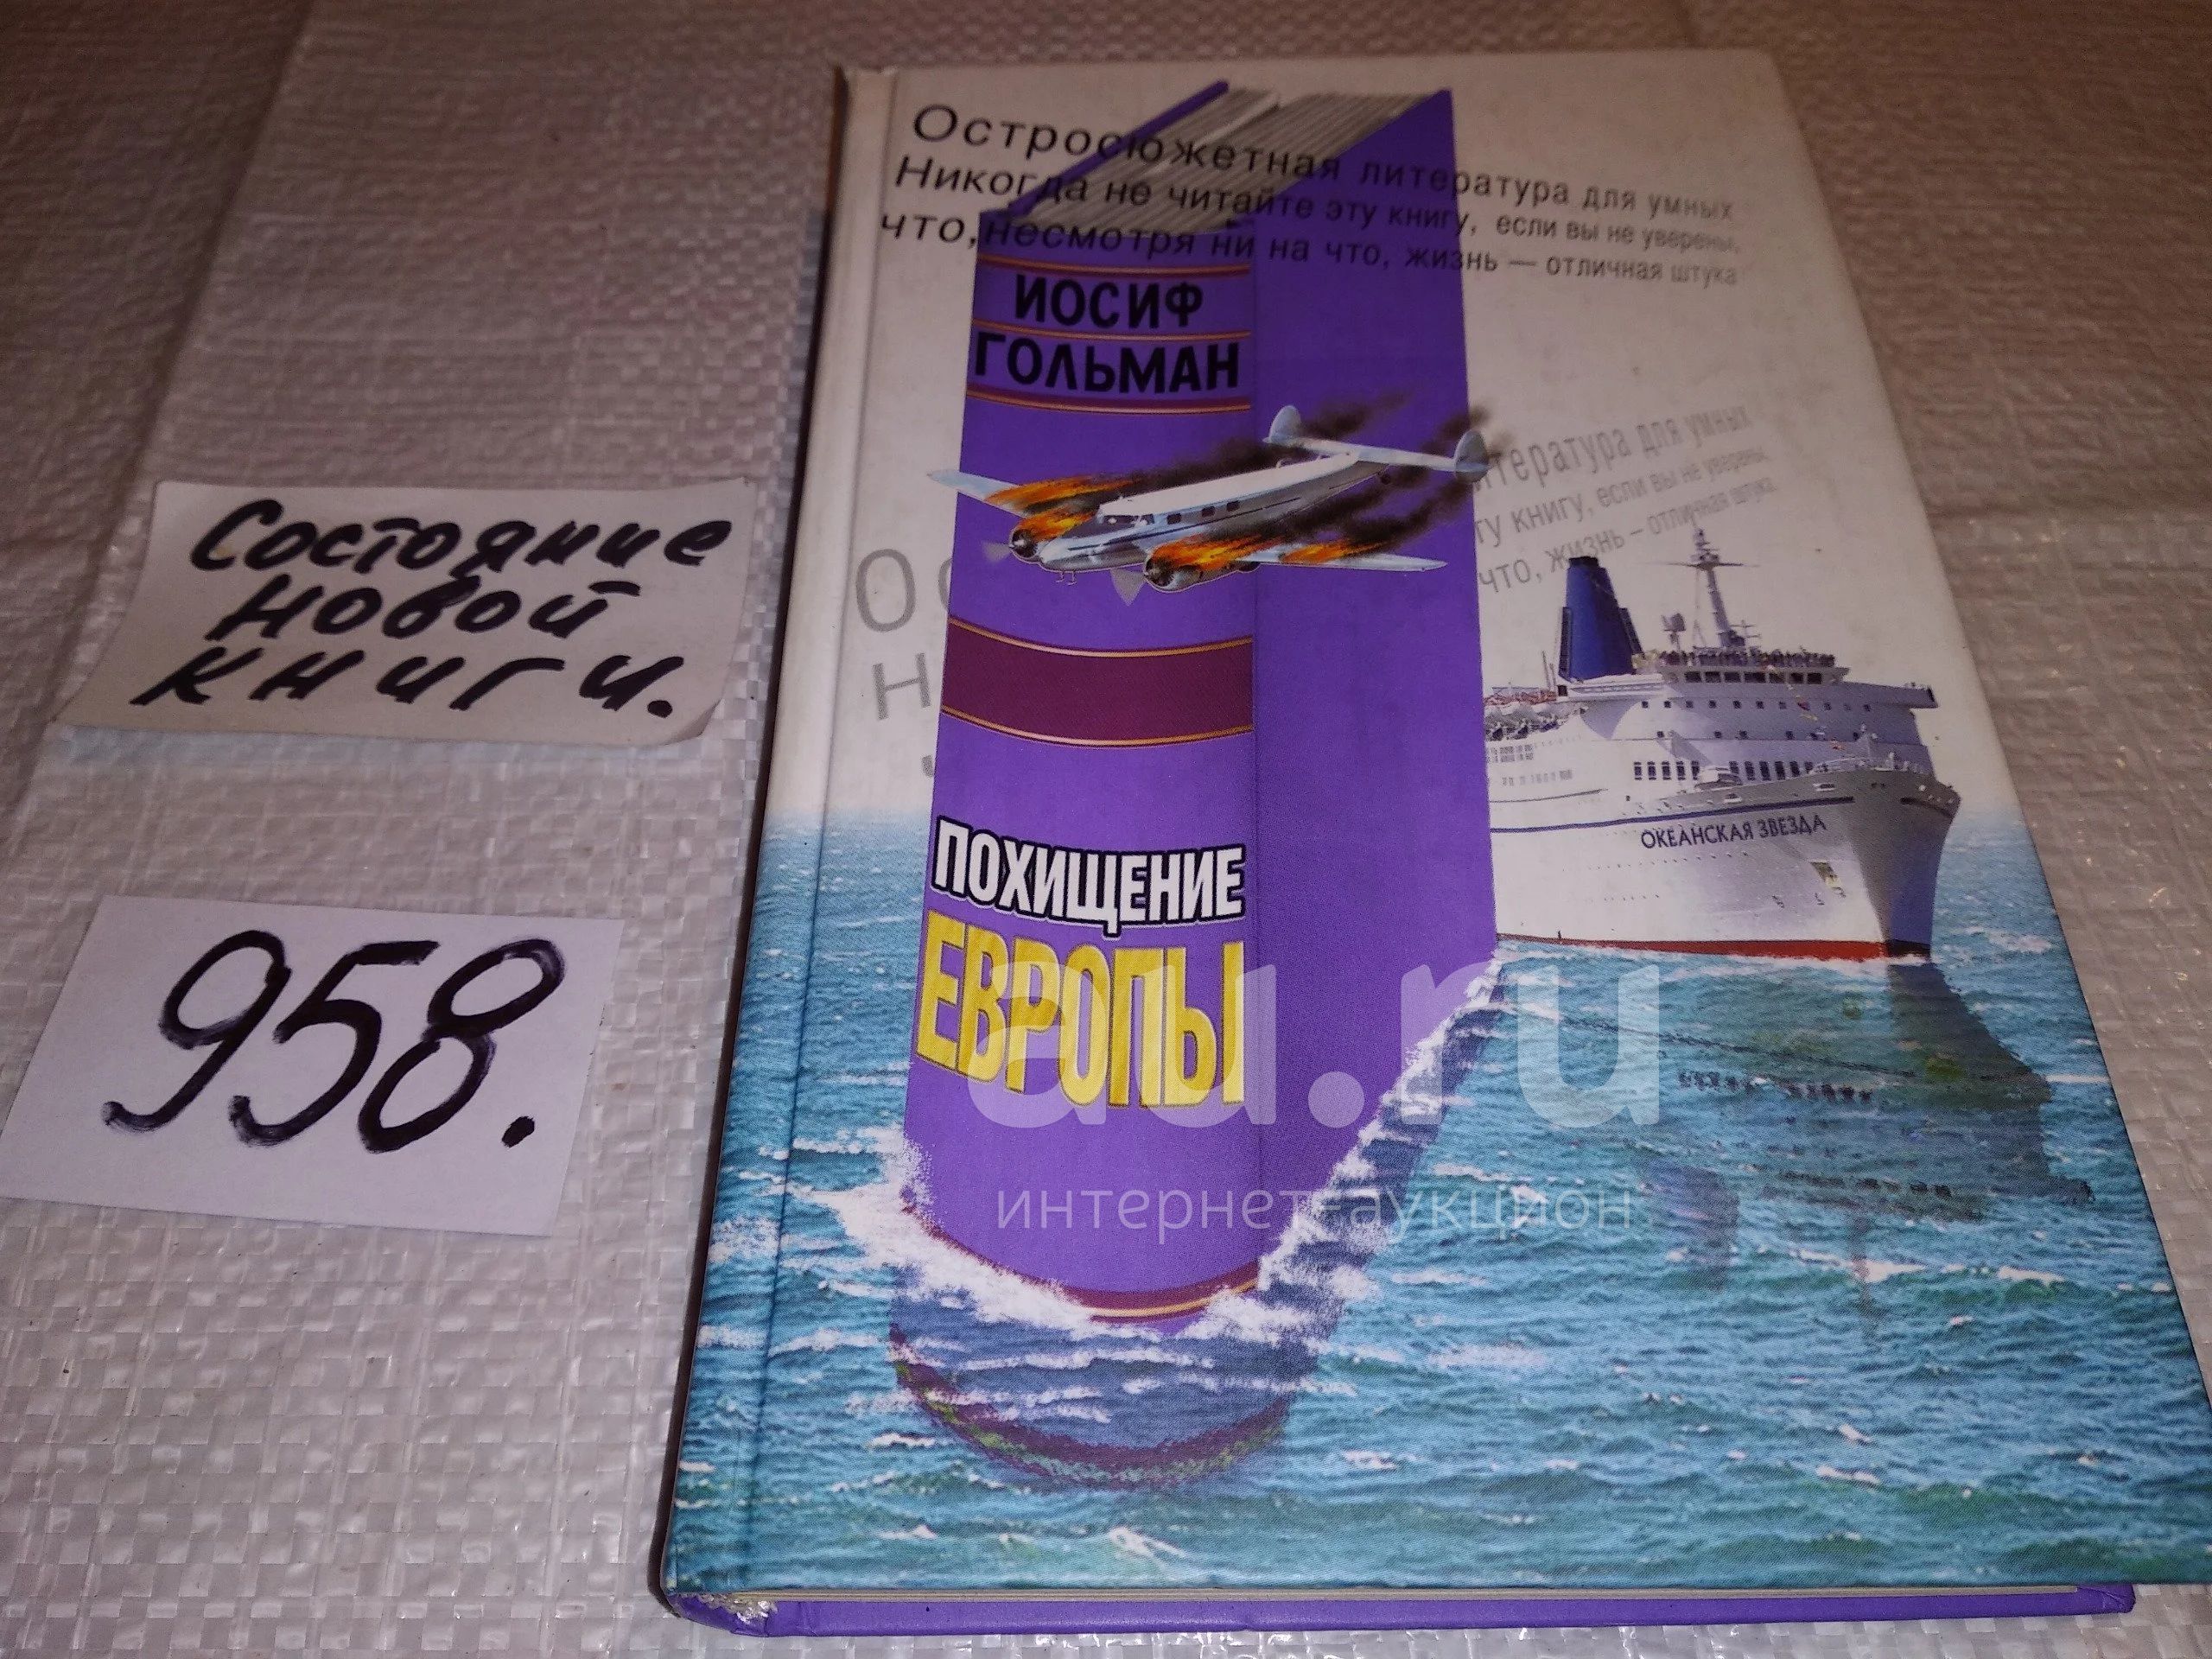 Остросюжетная литература для умных
Никогда не читайте эту книгу, если вы не уверены,
что, несмотря ни на что, жизнь — отличная штука
ИОСИФ
ГОЛЬМАН
литература для умных
эту книгу, если вы не уверены,
что, жизнь – отличная штука
Ос
Н
ч
Состояние
новой
книги.
958.
ОКЕАНСКАЯ ЗВЕЗДА
ПОХИЩЕНИЕ
ЕВРОПЫ
au.ru
интернет-аукцион